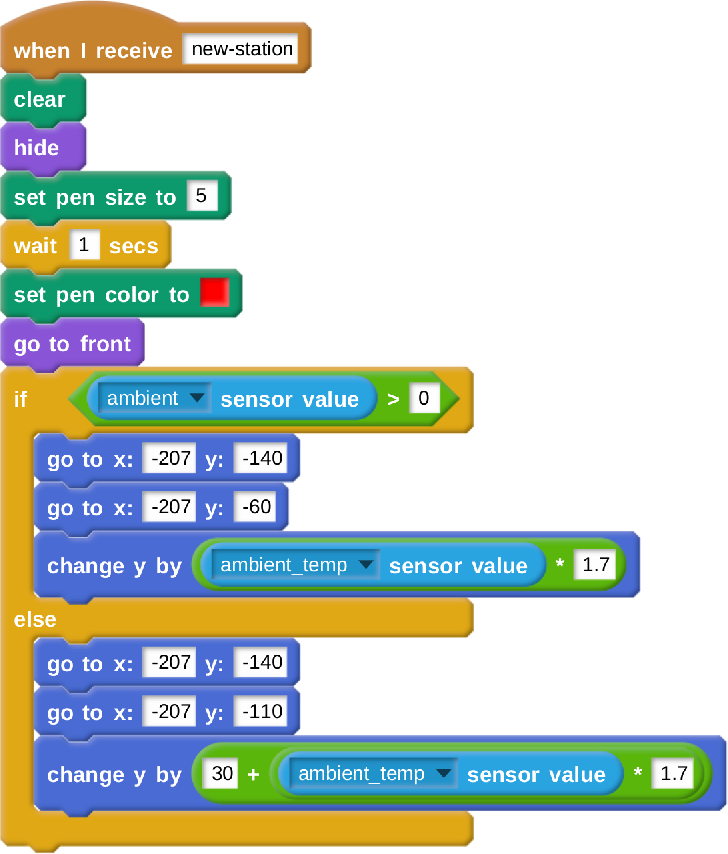 when I receive new-station
clear
hide
set pen size to 5
wait 1 secs
set pen color to
go to front
if ambient sensor value > 0
go to x: -207 y: -140
go to x: -207 y: -60
change y by ambient_temp sensor value * 1.7
else
go to x: -207 y: -140
go to x: -207 y: -110
change y by 30 + ambient_temp sensor value * 1.7